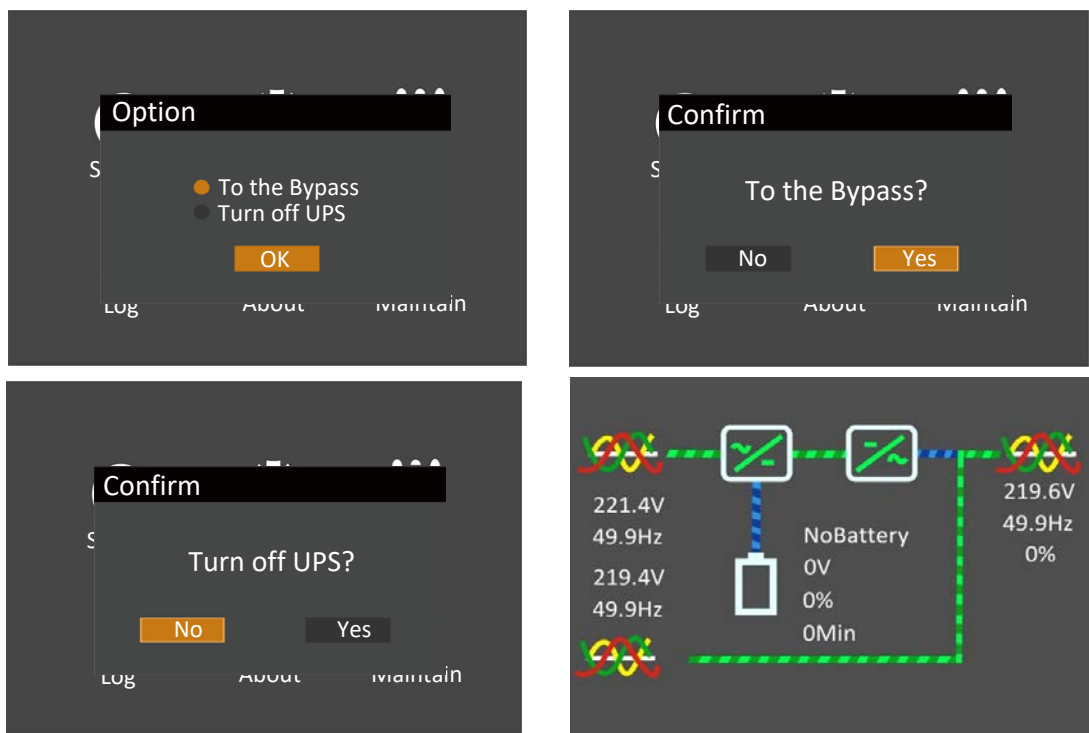 Option
S
To the Bypass
Turn off UPS
OK
Log About Maintain
Confirm
S
To the Bypass?
No Yes
Log About Maintain
Confirm
S
Turn off UPS?
No Yes
Log About Maintain
221.4V
49.9Hz
219.4V
49.9Hz
NoBattery
0V
0%
0Min
219.6V
49.9Hz
0%